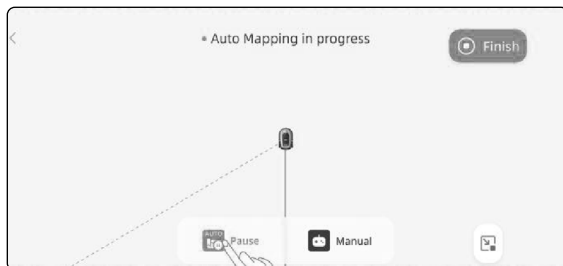 Auto Mapping in progress
Finish
AUTO
Pause
Manual